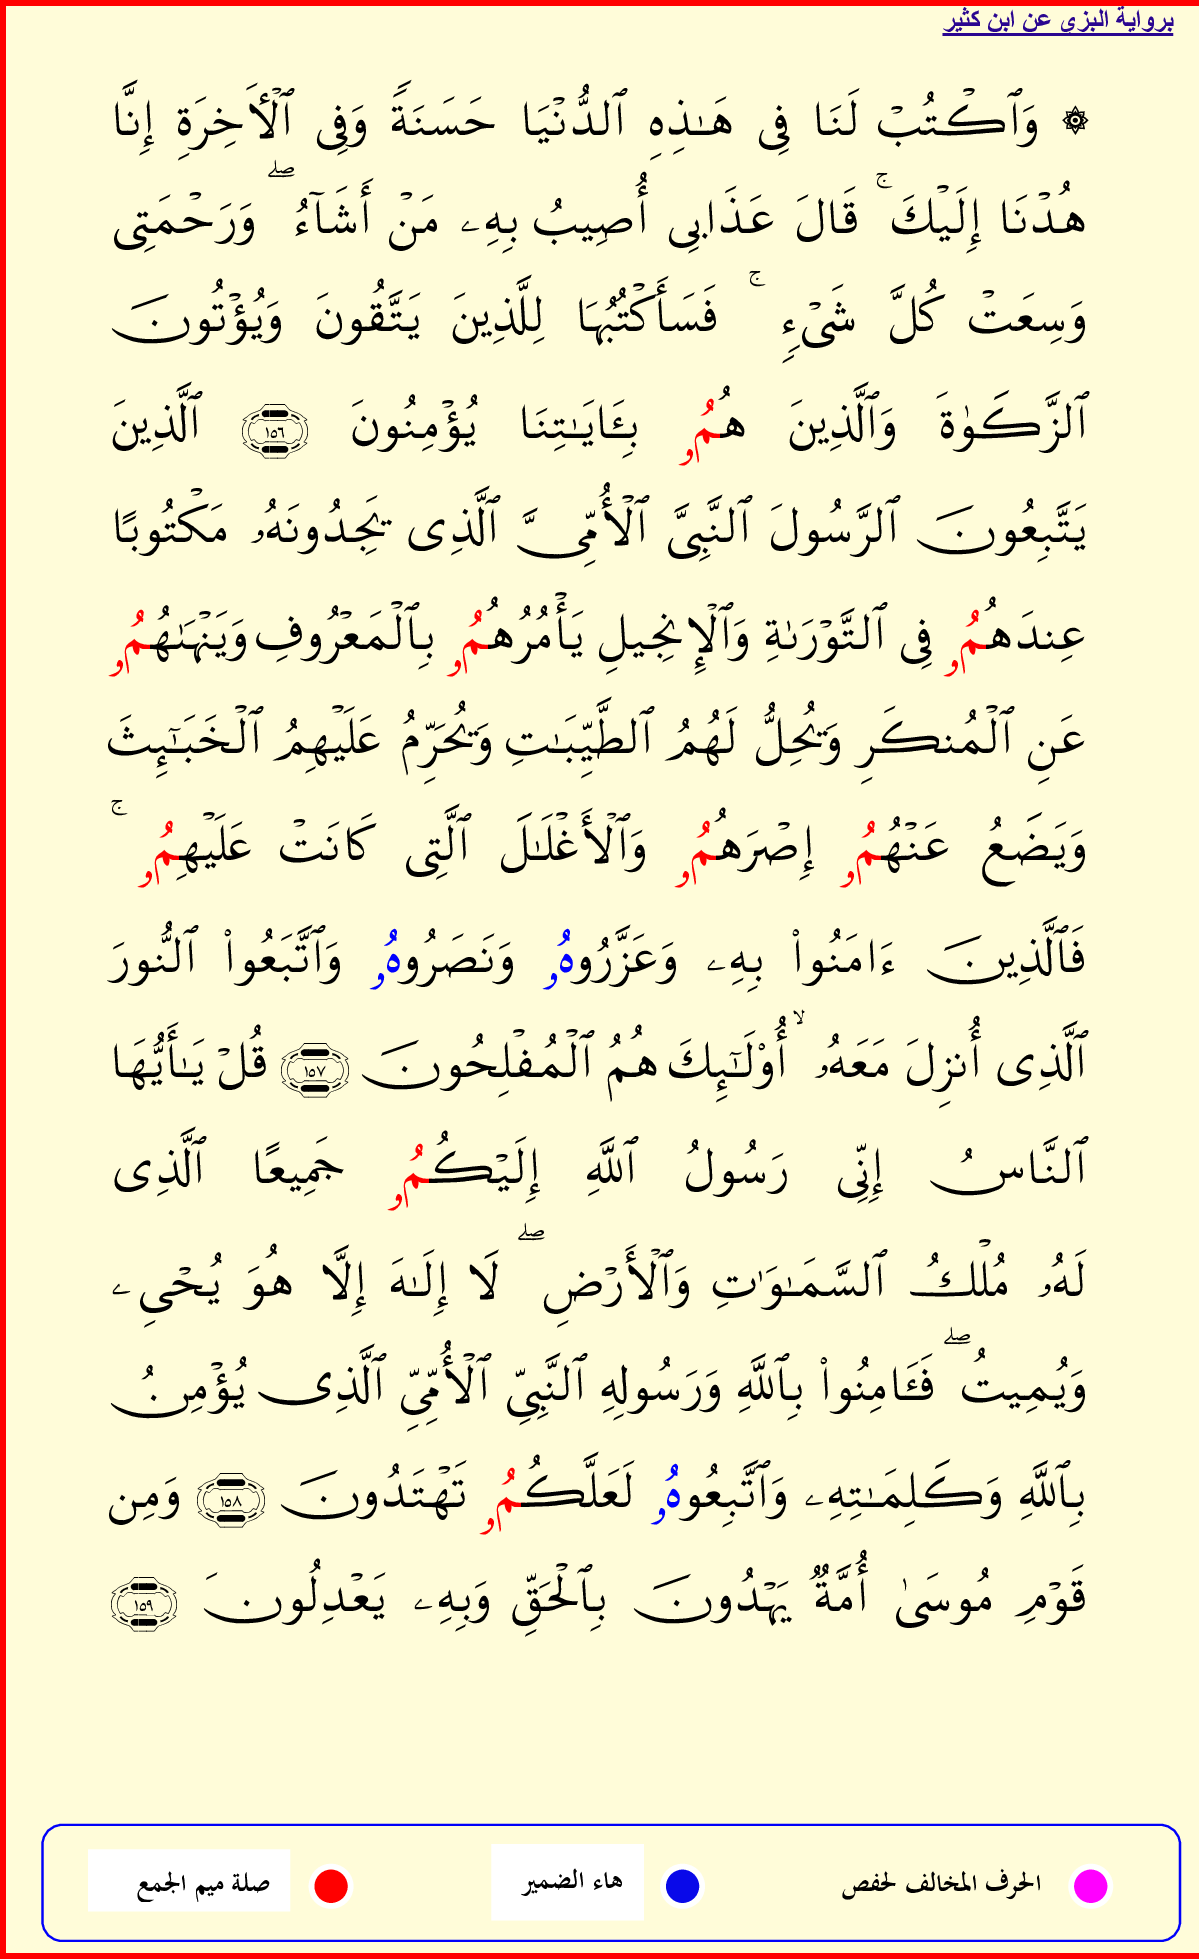 برواية البزي عن ابن كثير
۞ وَٱكۡتُبۡ لَنَا فِى هَـٰذِهِ ٱلدُّنۡيَا حَسَنَةً وَفِى ٱلۡأَخِرَةِ إِنَّا
هُدۡنَا إِلَيۡكَ ۚ قَالَ عَذَابِى أُصِيبُ بِهِۦ مَنۡ أَشَآءُ ۖ وَرَحۡمَتِى
وَسِعَتۡ كُلَّ شَىۡءٍ ۚ فَسَأَكۡتُبُهَا لِلَّذِينَ يَتَّقُونَ وَيُؤۡتُونَ
ٱلزَّكَوٰةَ وَٱلَّذِينَ هُمُۥ بِـَٔايَـٰتِنَا يُؤۡمِنُونَ ١٥٦ ٱلَّذِينَ
يَتَّبِعُونَ ٱلرَّسُولَ ٱلنَّبِىَّ ٱلۡأُمِّىَّ ٱلَّذِى يَجِدُونَهُۥ مَكۡتُوبًا
عِندَهُمُۥ فِى ٱلتَّوۡرَىٰةِ وَٱلۡإِنجِيلِ يَأۡمُرُهُمُۥ بِٱلۡمَعۡرُوفِ وَيَنۡهَىٰهُمُۥ
عَنِ ٱلۡمُنكَرِ وَيُحِلُّ لَهُمُ ٱلطَّيِّبَـٰتِ وَيُحَرِّمُ عَلَيۡهِمُ ٱلۡخَبَـٰٓئِثَ
وَيَضَعُ عَنۡهُمُۥ إِصۡرَهُمُۥ وَٱلۡأَغۡلَـٰلَ ٱلَّتِى كَانَتۡ عَلَيۡهِمُۥ ۚ
فَٱلَّذِينَ ءَامَنُوا۟ بِهِۦ وَعَزَّرُوهُۥ وَنَصَرُوهُۥ وَٱتَّبَعُوا۟ ٱلنُّورَ
ٱلَّذِى أُنزِلَ مَعَهُۥ ۙ أُو۟لَـٰٓئِكَ هُمُ ٱلۡمُفۡلِحُونَ ١٥٧ قُلۡ يَـٰٓأَيُّهَا
ٱلنَّاسُ إِنِّى رَسُولُ ٱللَّهِ إِلَيۡكُمُۥ جَمِيعًا ٱلَّذِى
لَهُۥ مُلۡكُ ٱلسَّمَـٰوَٰتِ وَٱلۡأَرۡضِ ۖ لَا إِلَـٰهَ إِلَّا هُوَ يُحۡىِۦ
وَيُمِيتُ ۖ فَـَٔامِنُوا۟ بِٱللَّهِ وَرَسُولِهِ ٱلنَّبِىِّ ٱلۡأُمِّىِّ ٱلَّذِى يُؤۡمِنُ
بِٱللَّهِ وَكَلِمَـٰتِهِۦ وَٱتَّبِعُوهُۥ لَعَلَّكُمُۥ تَهۡتَدُونَ ١٥٨ وَمِن
قَوۡمِ مُوسَىٰ أُمَّةٌ يَهۡدُونَ بِٱلۡحَقِّ وَبِهِۦ يَعۡدِلُونَ ١٥٩
الحرف المخالف لحفص
هاء الضمير
صلة ميم الجمع